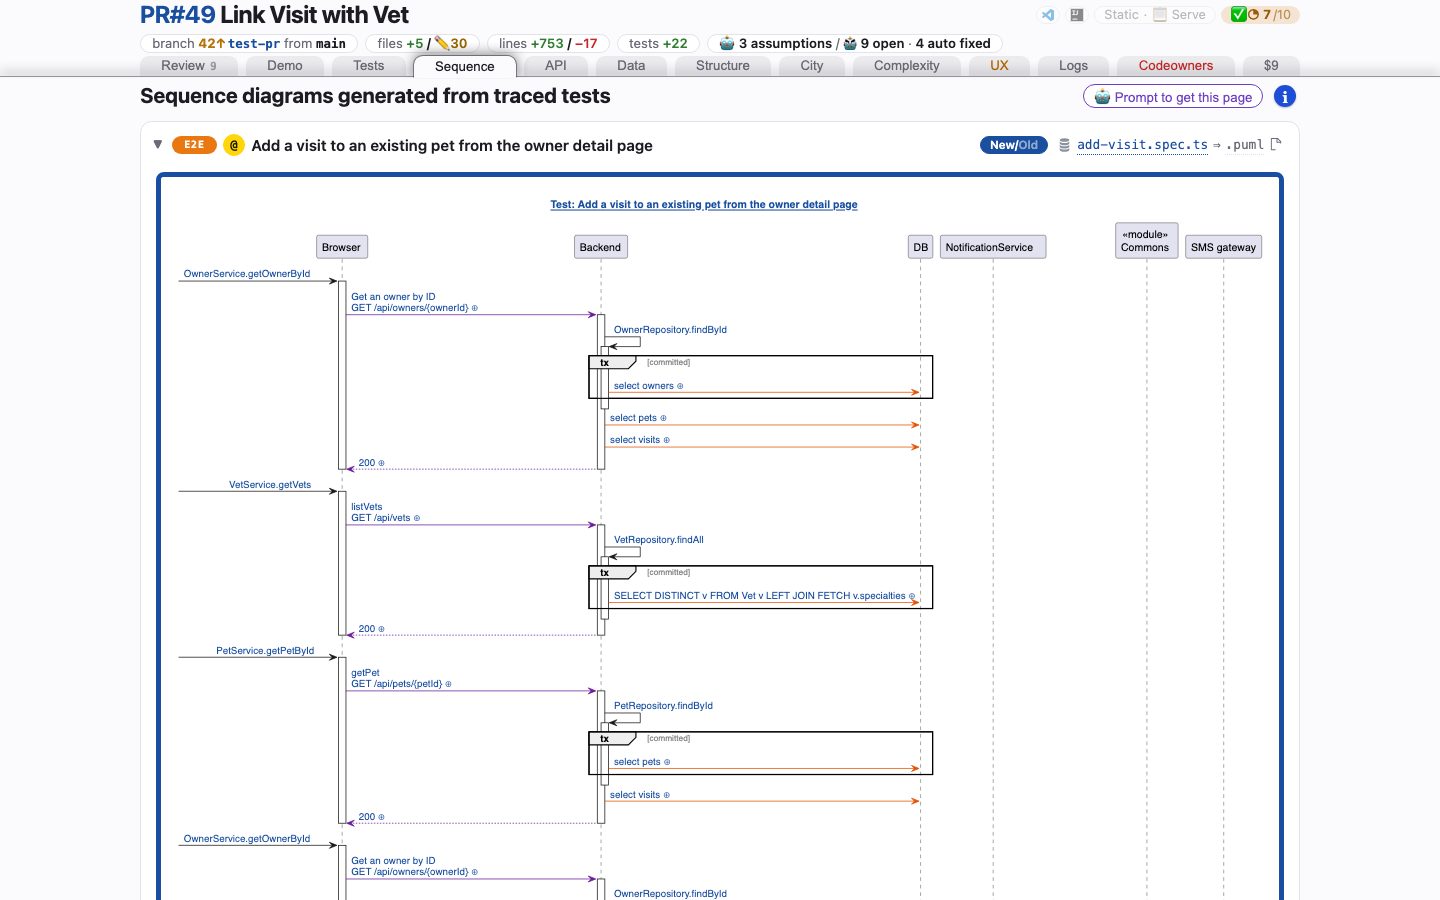 PR#49 Link Visit with Vet
Static · Serve
7 /10
branch 42↑ test-pr from main
files +5 / 30
lines +753 / −17
tests +22
3 assumptions / 9 open · 4 auto fixed
Review 9
Demo
Tests
Sequence
API
Data
Structure
City
Complexity
UX
Logs
Codeowners
$9
Sequence diagrams generated from traced tests
Prompt to get this page
i
E2E @ Add a visit to an existing pet from the owner detail page
New/Old
add-visit.spec.ts ⇒ .puml
Test: Add a visit to an existing pet from the owner detail page
Browser
Backend
DB
NotificationService
«module»
Commons
SMS gateway
OwnerService.getOwnerById
Get an owner by ID
GET /api/owners/{ownerId} ⊕
OwnerRepository.findById
tx [committed]
select owners ⊕
select pets ⊕
select visits ⊕
200 ⊕
VetService.getVets
listVets
GET /api/vets ⊕
VetRepository.findAll
tx [committed]
SELECT DISTINCT v FROM Vet v LEFT JOIN FETCH v.specialties ⊕
200 ⊕
PetService.getPetById
getPet
GET /api/pets/{petId} ⊕
PetRepository.findById
tx [committed]
select pets ⊕
select visits ⊕
200 ⊕
OwnerService.getOwnerById
Get an owner by ID
GET /api/owners/{ownerId} ⊕
OwnerRepository.findById